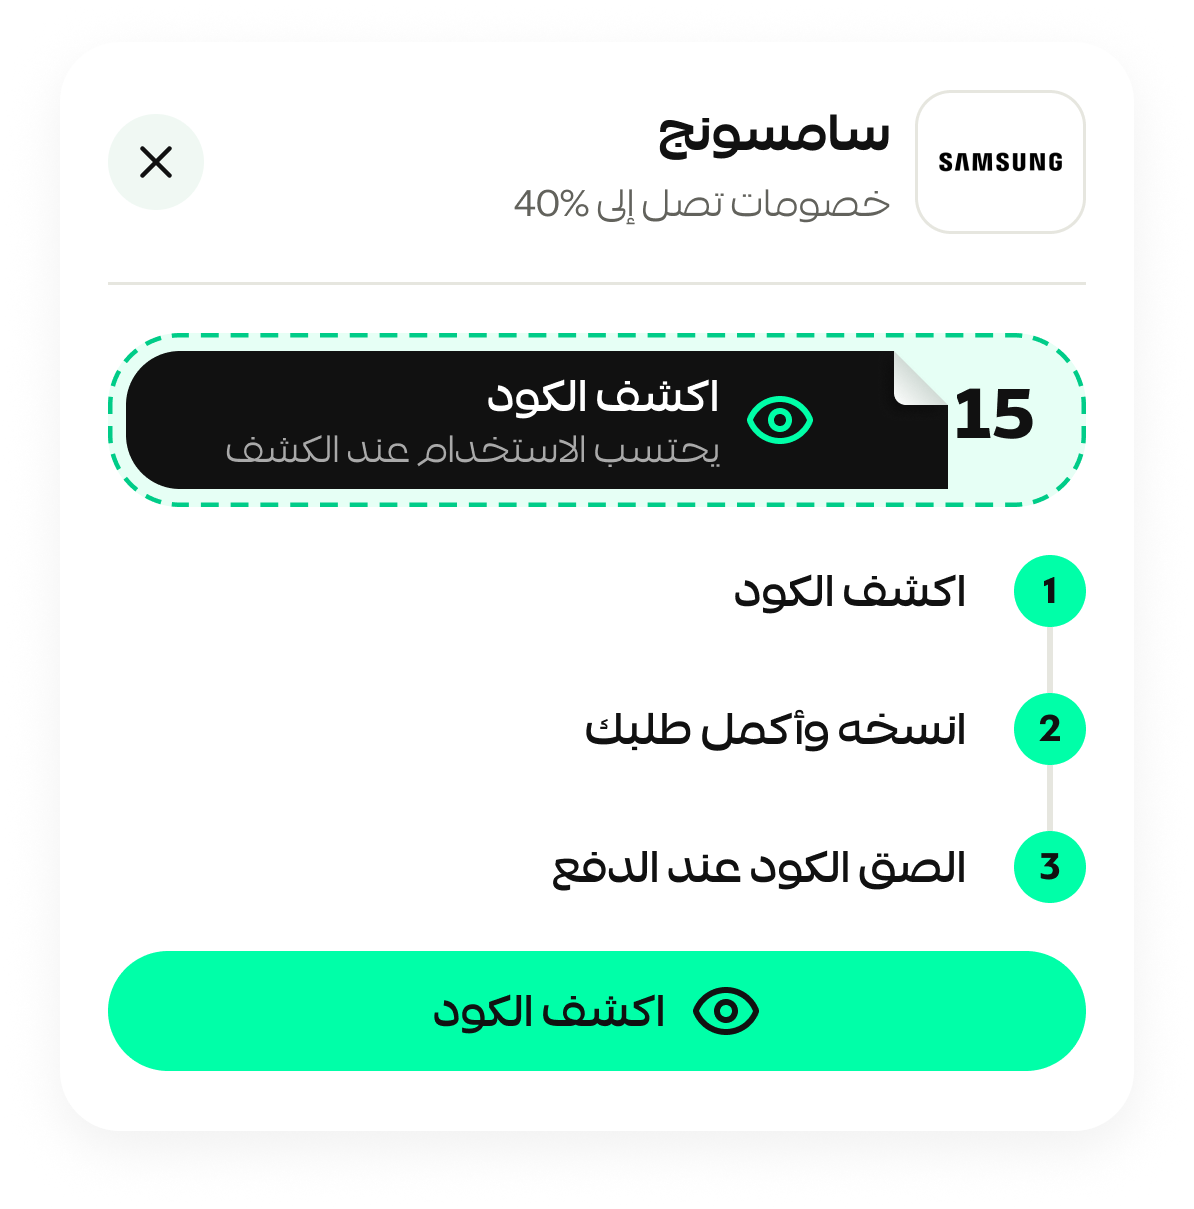 SAMSUNG
سامسونج
خصومات تصل إلى 40%
15
اكشف الكود
يحتسب الاستخدام عند الكشف
1
اكشف الكود
2
انسخه وأكمل طلبك
3
الصق الكود عند الدفع
اكشف الكود